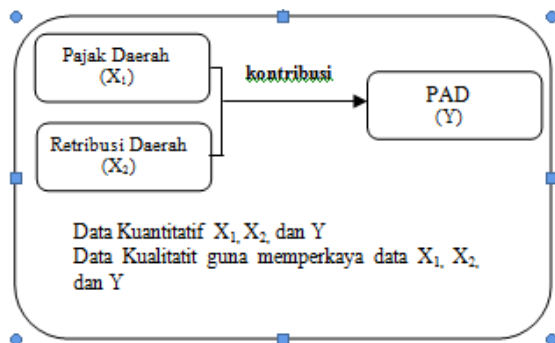 Pajak Daerah
(X₁)
kontribusi
PAD
(Y)
Retribusi Daerah
(X₂)
Data Kuantitatif X₁, X₂, dan Y
Data Kualitatit guna memperkaya data X₁, X₂,
dan Y